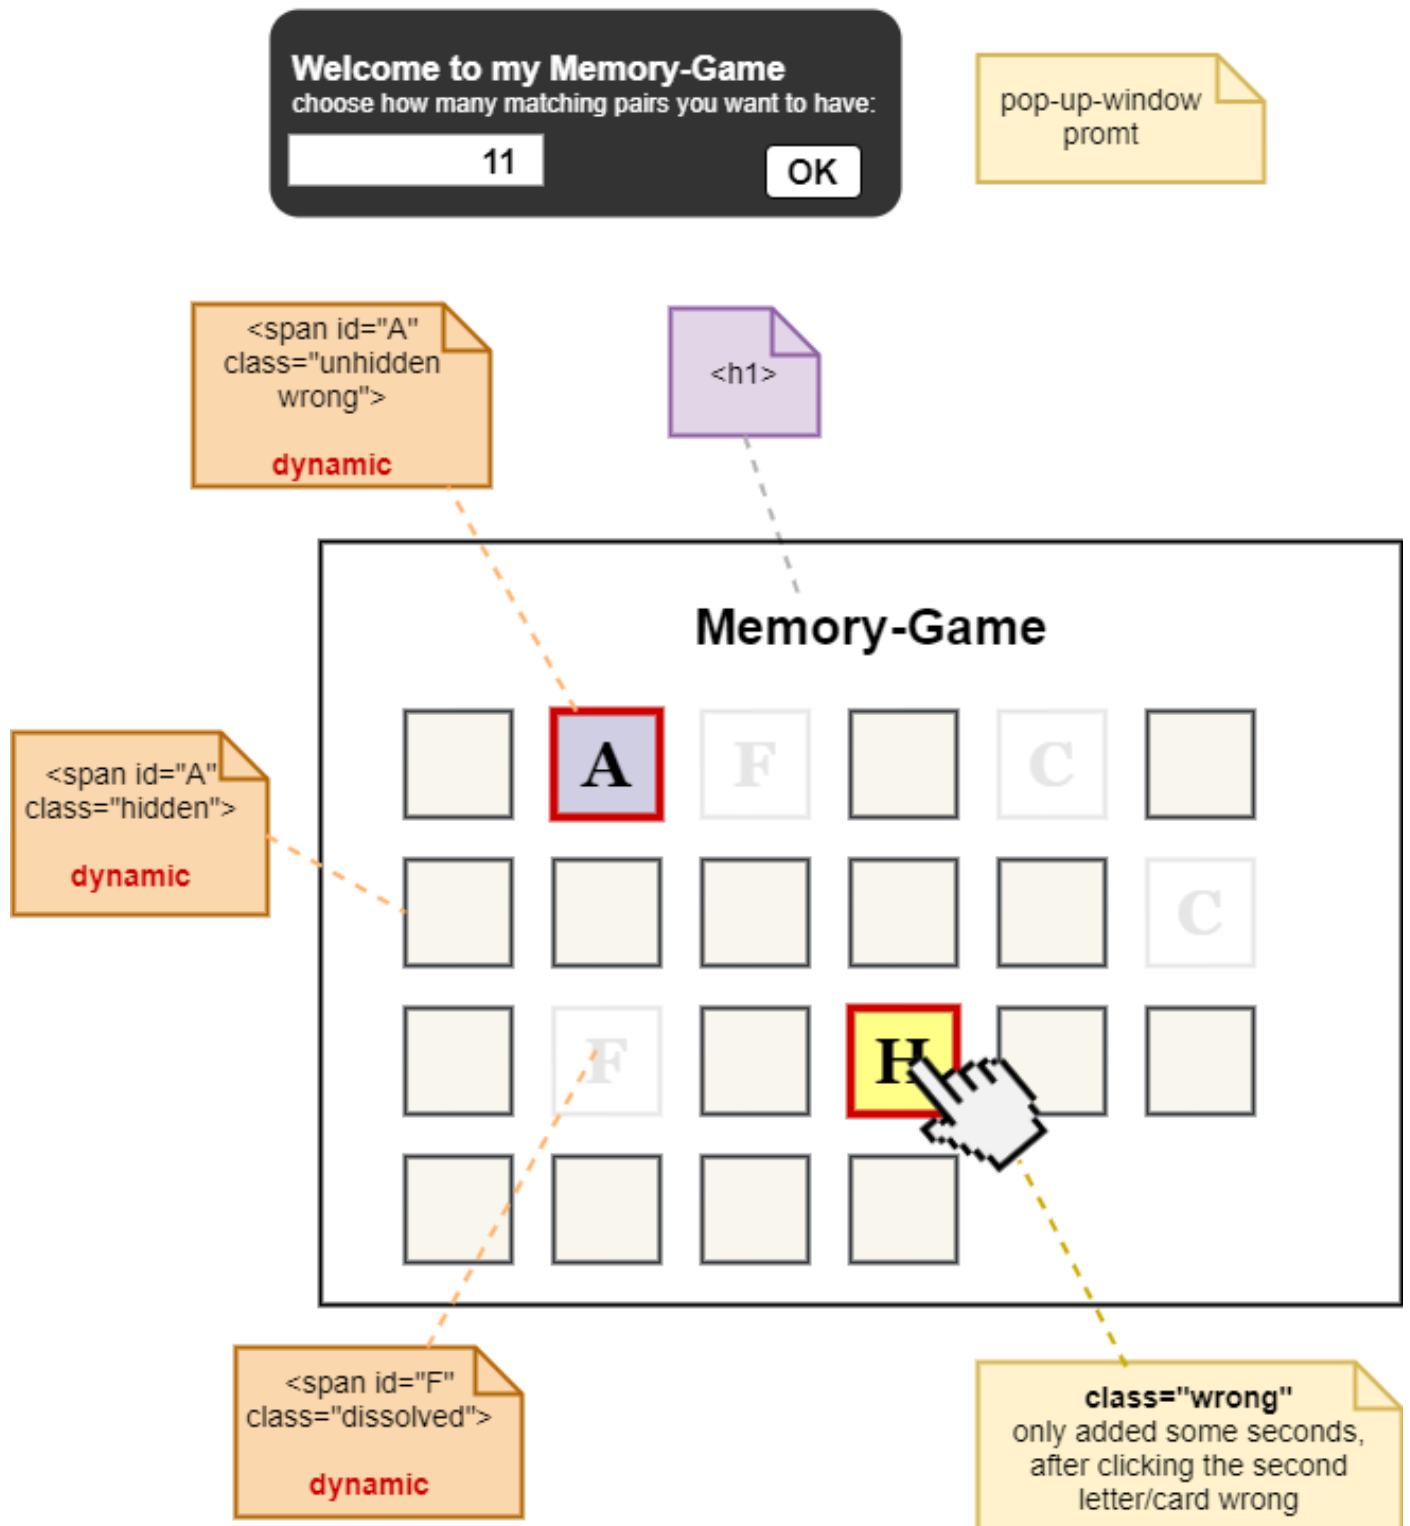 Welcome to my Memory-Game
choose how many matching pairs you want to have:
11
OK
pop-up-window
promt
<span id="A"
class="unhidden
wrong">
dynamic
<h1>
Memory-Game
<span id="A"
class="hidden">
dynamic
A
F
C
C
F
H
<span id="F"
class="dissolved">
dynamic
class="wrong"
only added some seconds,
after clicking the second
letter/card wrong